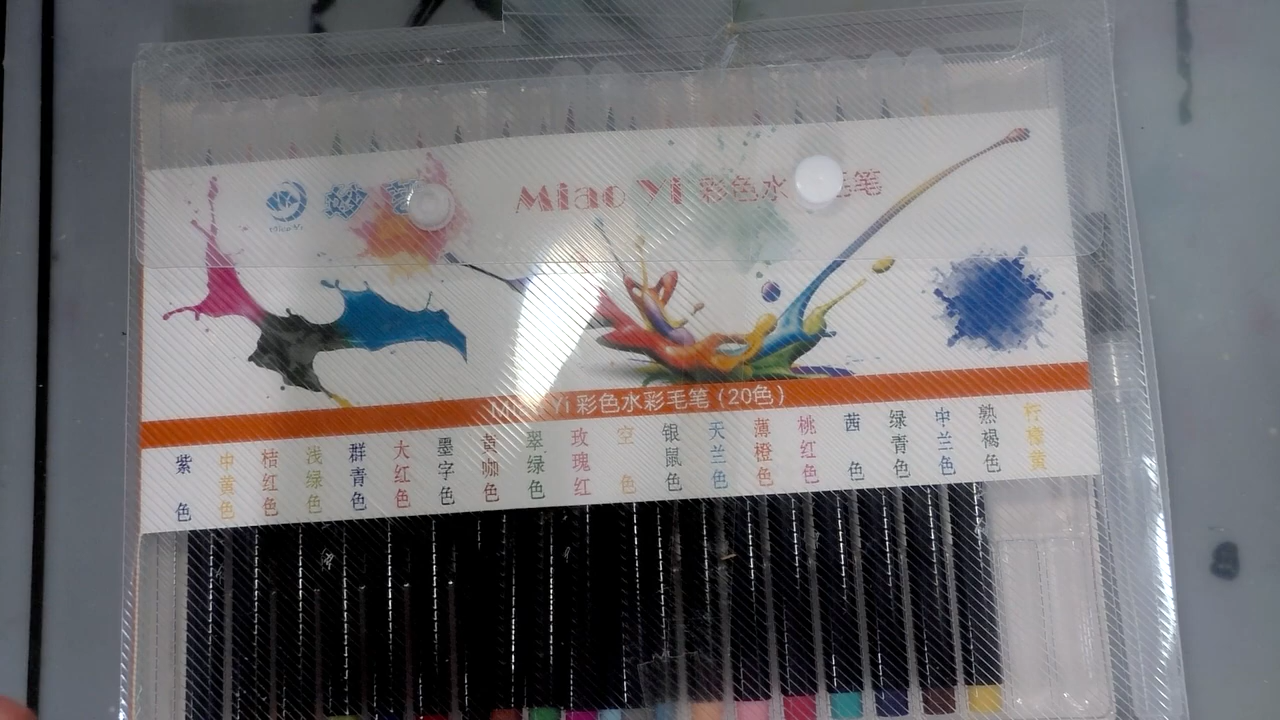 妙
Miao Yi 彩色水 毛笔
Miao Yi 彩色水彩毛笔 (20色)
紫色
中黄色
桔红色
浅绿色
群青色
大红色
墨字色
黄咖色
翠绿色
玫瑰红
空色
银鼠色
天兰色
薄橙色
桃红色
茜色
绿青色
中兰色
熟褐色
柠檬黄